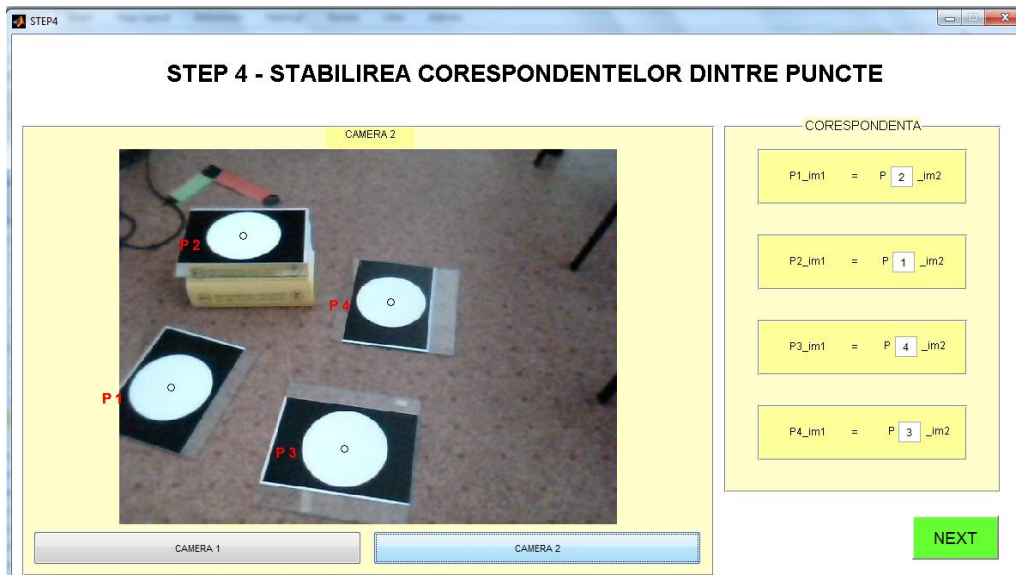 STEP4
STEP 4 - STABILIREA CORESPONDENTELOR DINTRE PUNCTE
CAMERA 2
P 2
P 4
P 1
P 3
CAMERA 1
CAMERA 2
CORESPONDENTA
P1_im1 = P 2 _im2
P2_im1 = P 1 _im2
P3_im1 = P 4 _im2
P4_im1 = P 3 _im2
NEXT